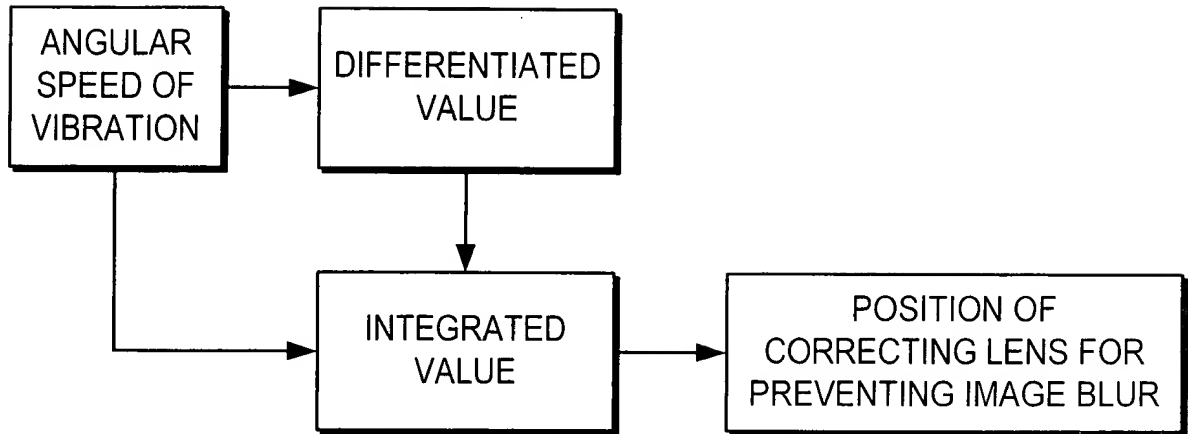 ANGULAR
SPEED OF
VIBRATION
DIFFERENTIATED
VALUE
INTEGRATED
VALUE
POSITION OF
CORRECTING LENS FOR
PREVENTING IMAGE BLUR